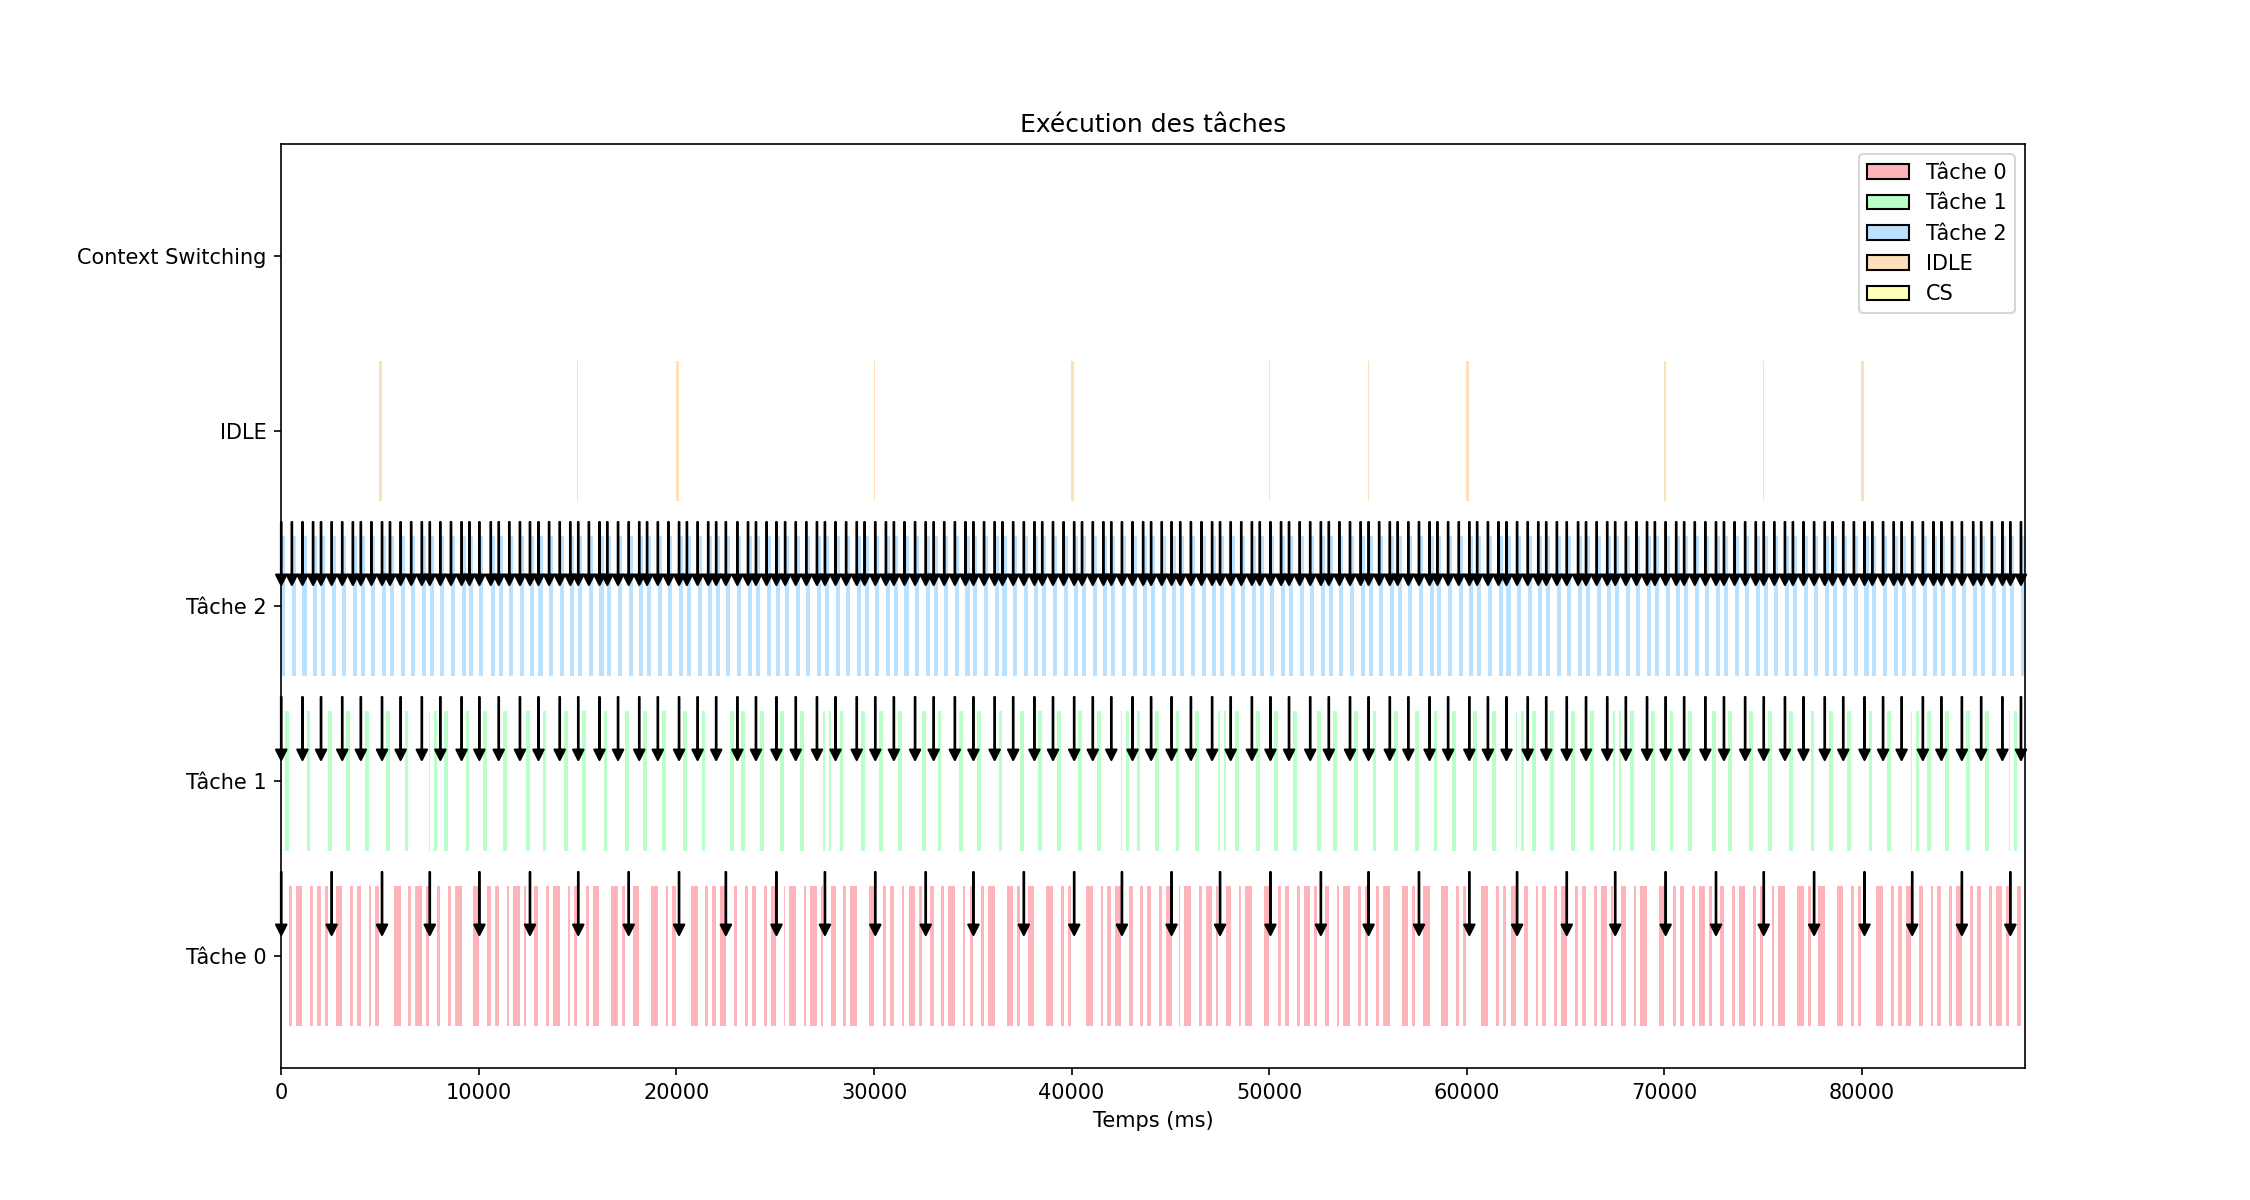 Exécution des tâches
Tâche 0
Tâche 1
Tâche 2
IDLE
CS
Context Switching
IDLE
Tâche 2
Tâche 1
Tâche 0
0 10000 20000 30000 40000 50000 60000 70000 80000
Temps (ms)